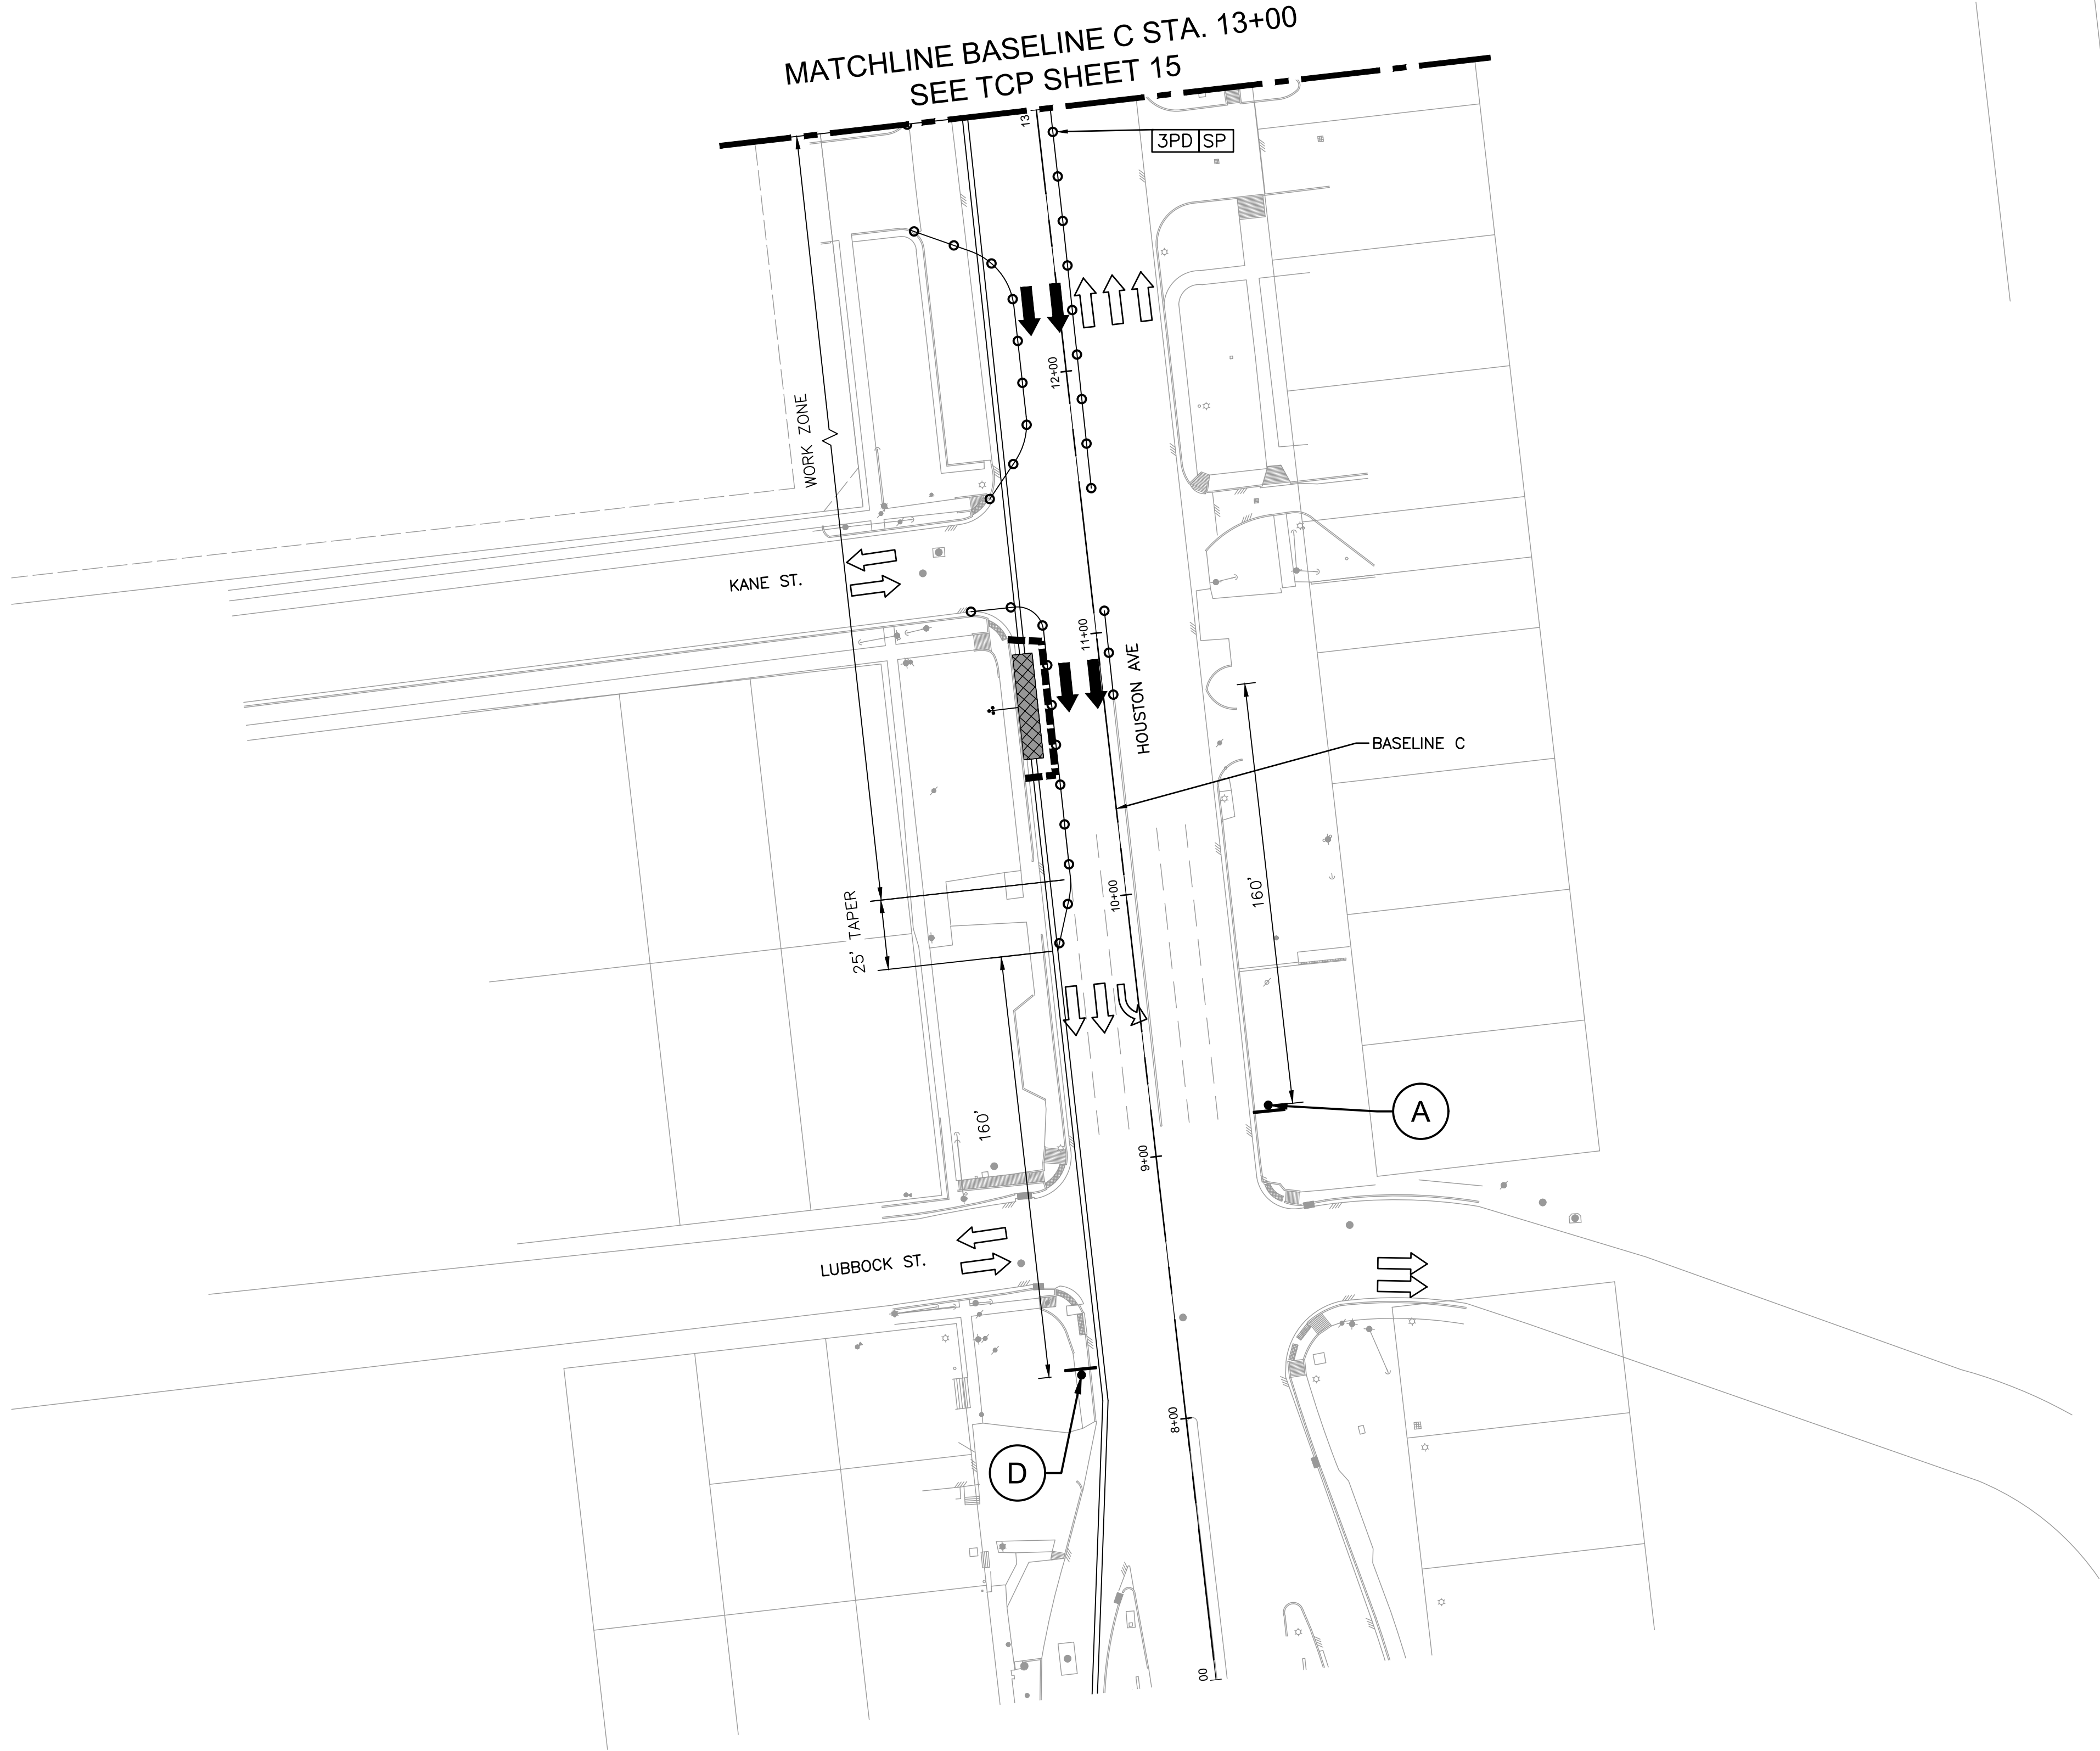 MATCHLINE BASELINE C STA. 13+00
SEE TCP SHEET 15
13
3PD SP
12+00
WORK ZONE
KANE ST.
11+00
HOUSTON AVE
BASELINE C
10+00
160'
25' TAPER
A
160'
9+00
LUBBOCK ST.
8+00
D
00